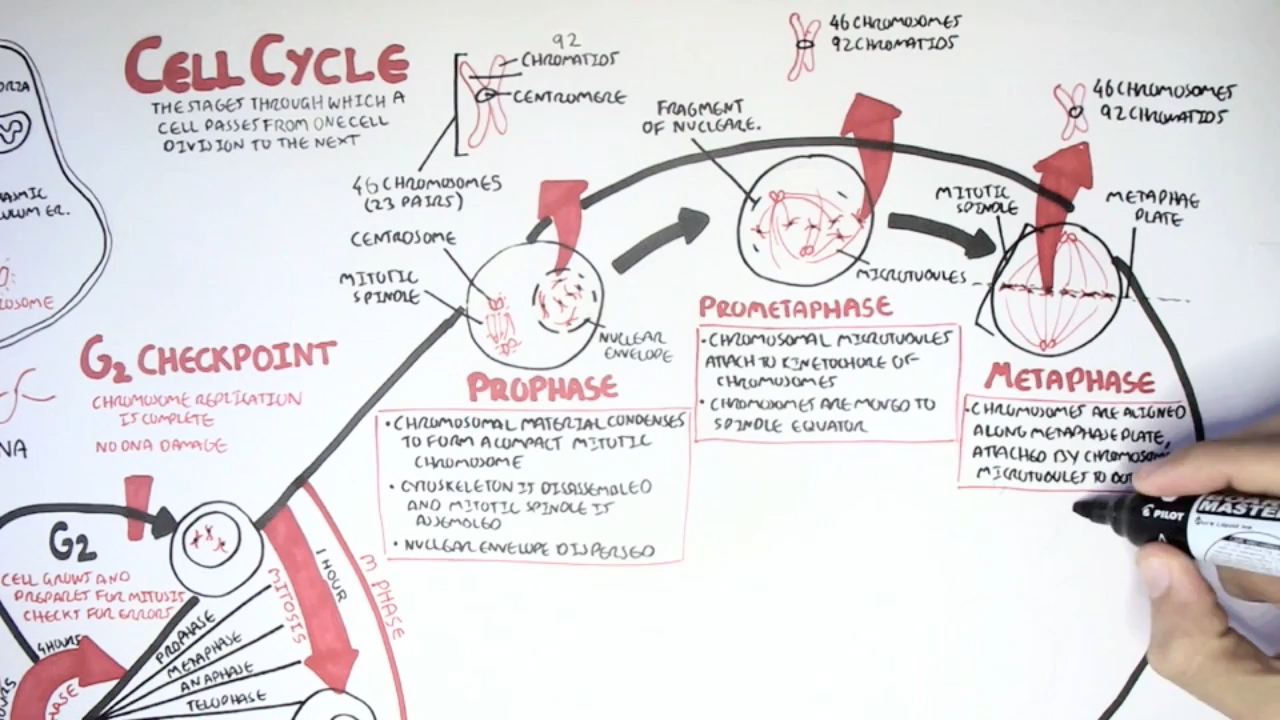 CELL CYCLE
THE STAGES THROUGH WHICH A
CELL PASSES FROM ONE CELL
DIVISION TO THE NEXT
92
CHROMATIDS
CENTROMERE
46 CHROMOSOMES
(23 PAIRS)
CENTROSOME
MITOTIC
SPINDLE
NUCLEAR
ENVELOPE
PROPHASE
• CHROMOSOMAL MATERIAL CONDENSES
TO FORM A COMPACT MITOTIC
CHROMOSOME
• CYTOSKELETON IS DISASSEMBLED
AND MITOTIC SPINDLE IS
ASSEMBLED
• NUCLEAR ENVELOPE DISPERSED
FRAGMENT
OF NUCLEARE.
46 CHROMOSOMES
92 CHROMATIDS
MICROTUBULES
PROMETAPHASE
• CHROMOSOMAL MICROTUBULES
ATTACH TO KINETOCHORE OF
CHROMOSOMES
• CHROMOSOMES ARE MOVED TO
SPINDLE EQUATOR
46 CHROMOSOMES
92 CHROMATIDS
MITOTIC
SPINDLE
METAPHAE
PLATE
METAPHASE
• CHROMOSOMES ARE ALIGNED
ALONG METAPHASE PLATE,
ATTACHED BY CHROMOSOM
MICROTUBULES TO
G2 CHECKPOINT
CHROMOSOME REPLICATION
IS COMPLETE
NO DNA DAMAGE
G2
CELL GROWS AND
PREPARES FOR MITOSIS
CHECKS FOR ERRORS
4 HOURS
PROPHASE
METAPHASE
ANAPHASE
TELOPHASE
MITOSIS
1 HOUR
M PHASE
PILOT
BOARD
MASTER